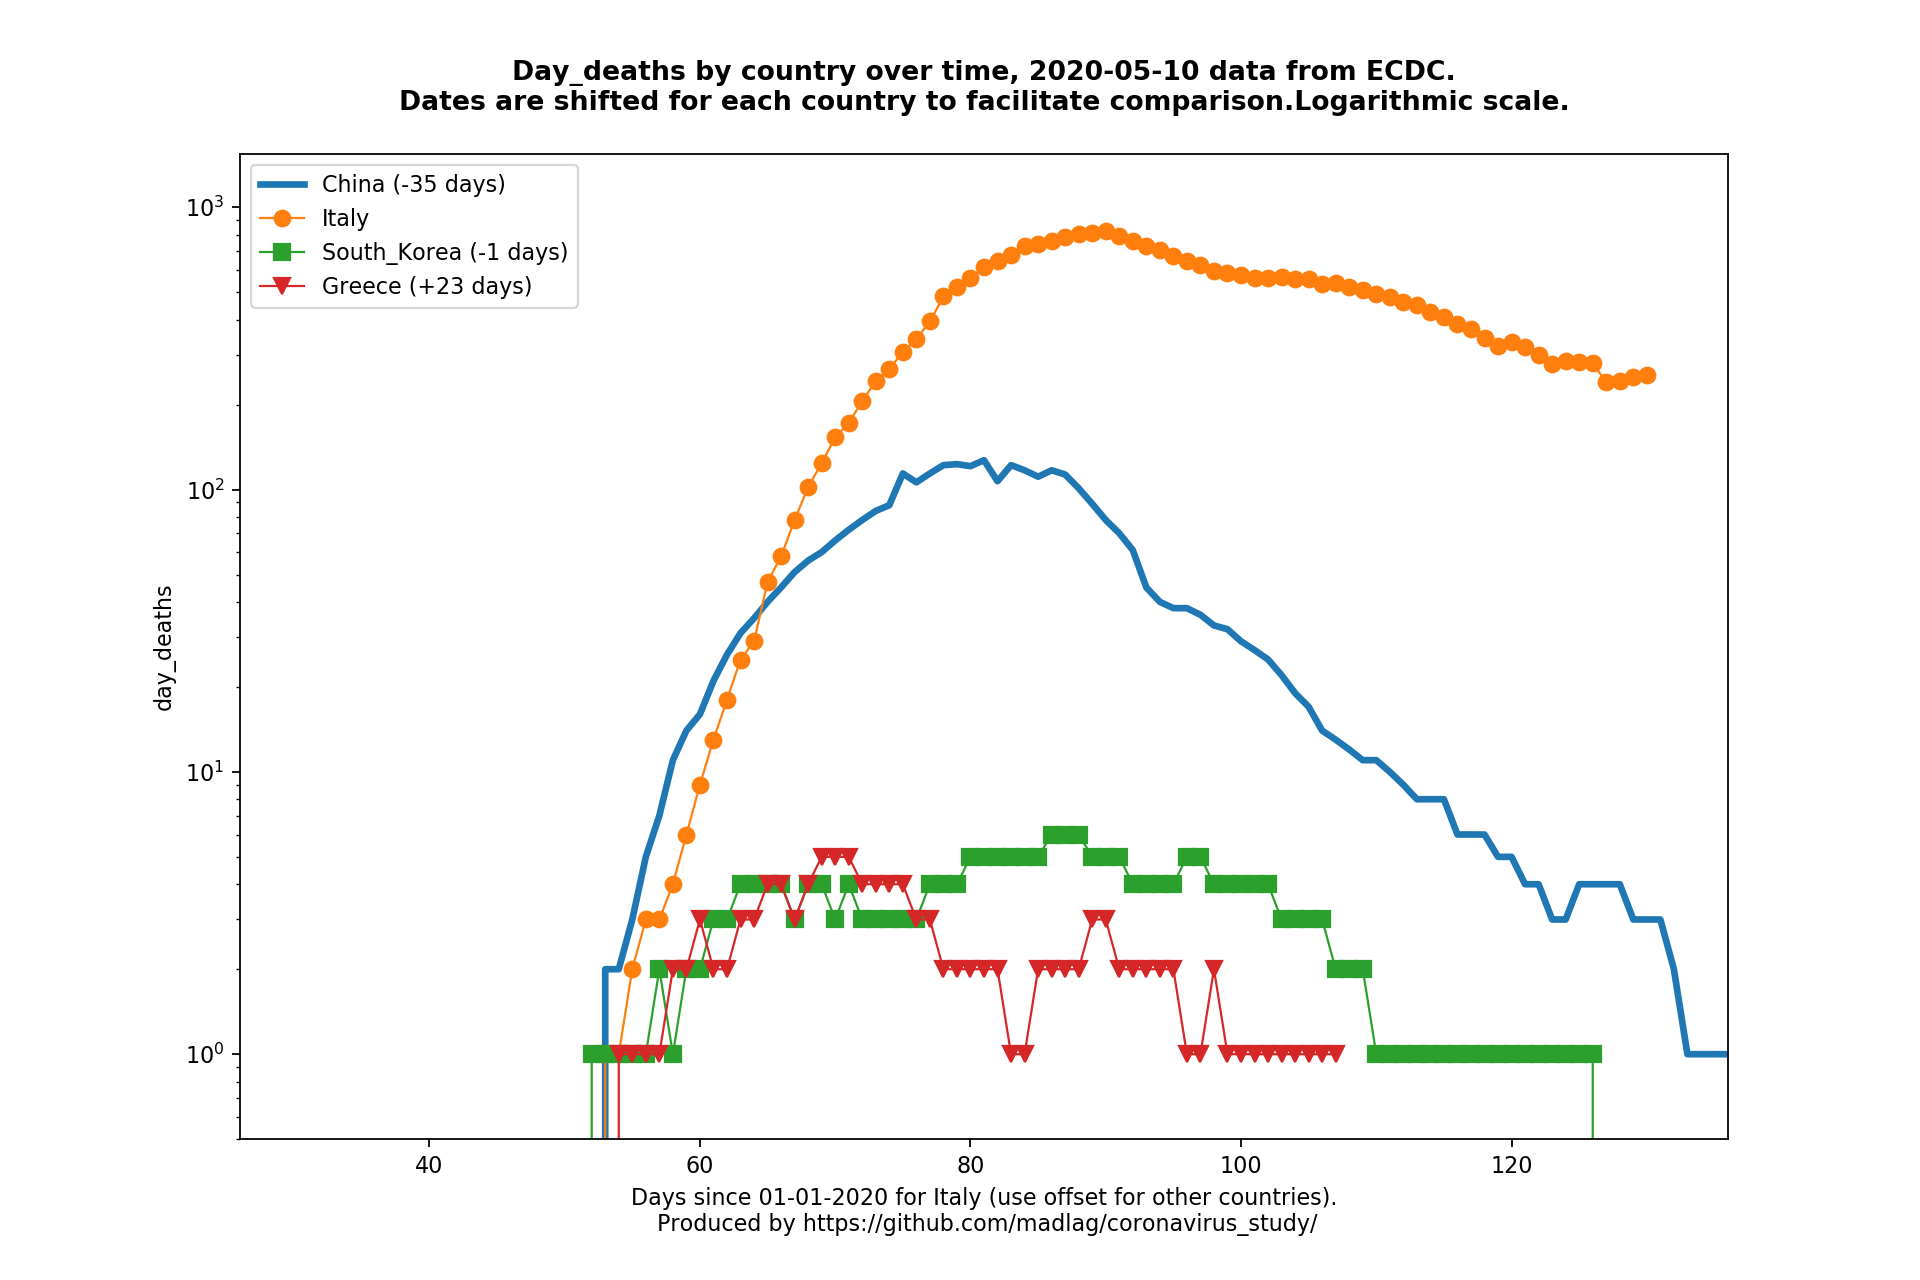 Day_deaths by country over time, 2020-05-10 data from ECDC.
Dates are shifted for each country to facilitate comparison.Logarithmic scale.
China (-35 days)
Italy
South_Korea (-1 days)
Greece (+23 days)
10³
10²
10¹
10⁰
day_deaths
40 60 80 100 120
Days since 01-01-2020 for Italy (use offset for other countries).
Produced by https://github.com/madlag/coronavirus_study/